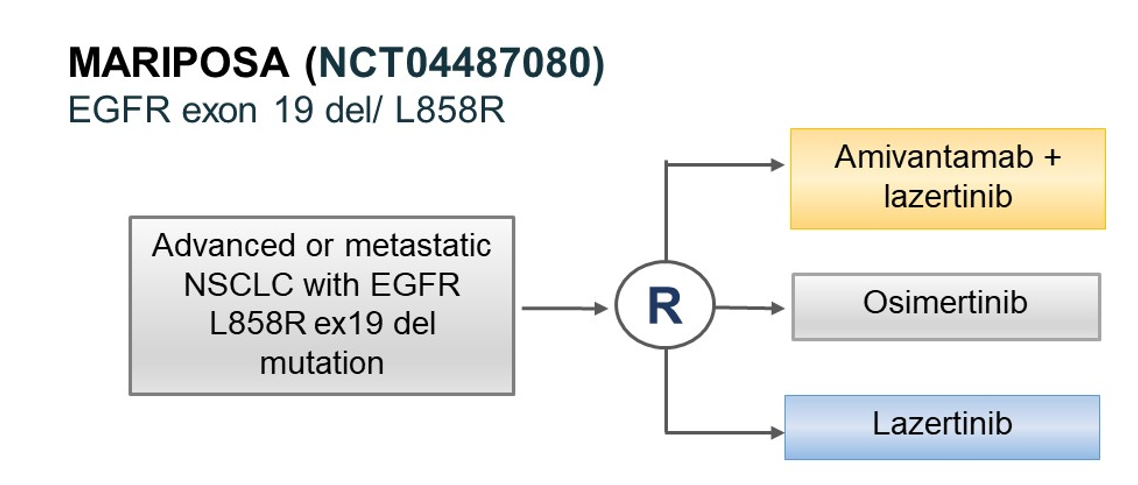 MARIPOSA (NCT04487080)
EGFR exon 19 del/ L858R
Advanced or metastatic
NSCLC with EGFR
L858R ex19 del
mutation
R
Amivantamab +
lazertinib
Osimertinib
Lazertinib